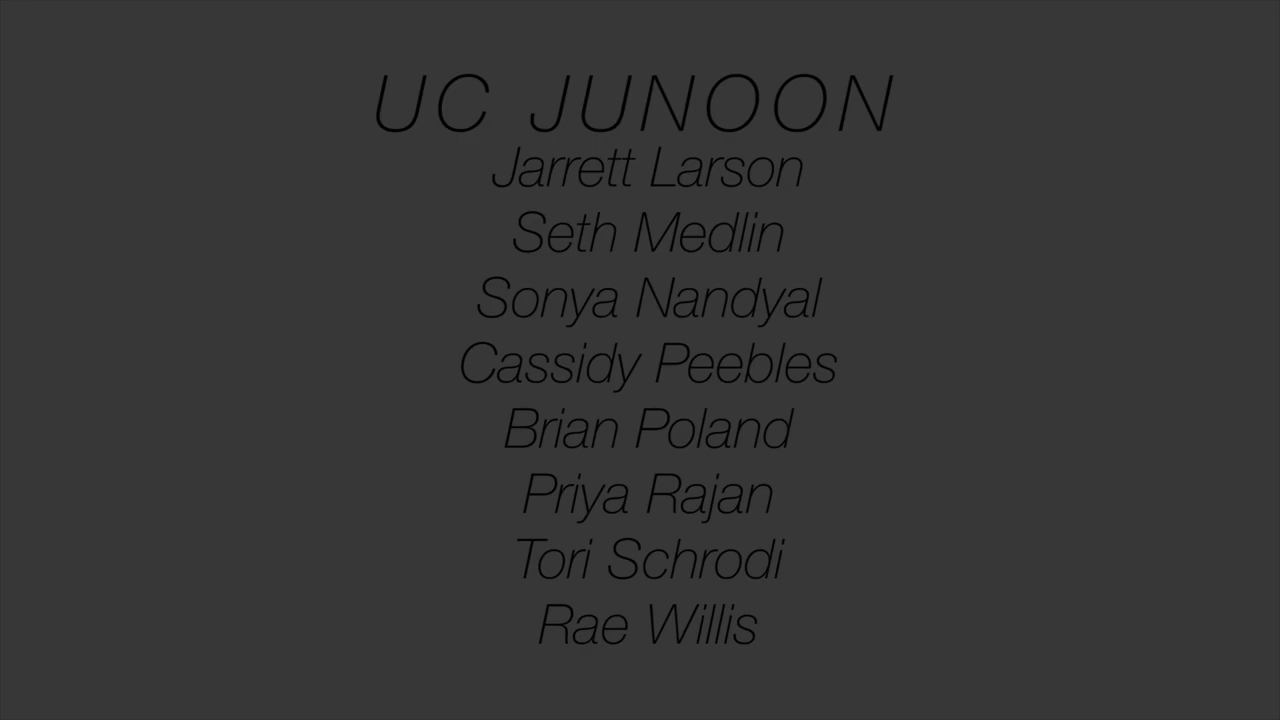 UC JUNOON
Jarrett Larson
Seth Medlin
Sonya Nandyal
Cassidy Peebles
Brian Poland
Priya Rajan
Tori Schrodi
Rae Willis